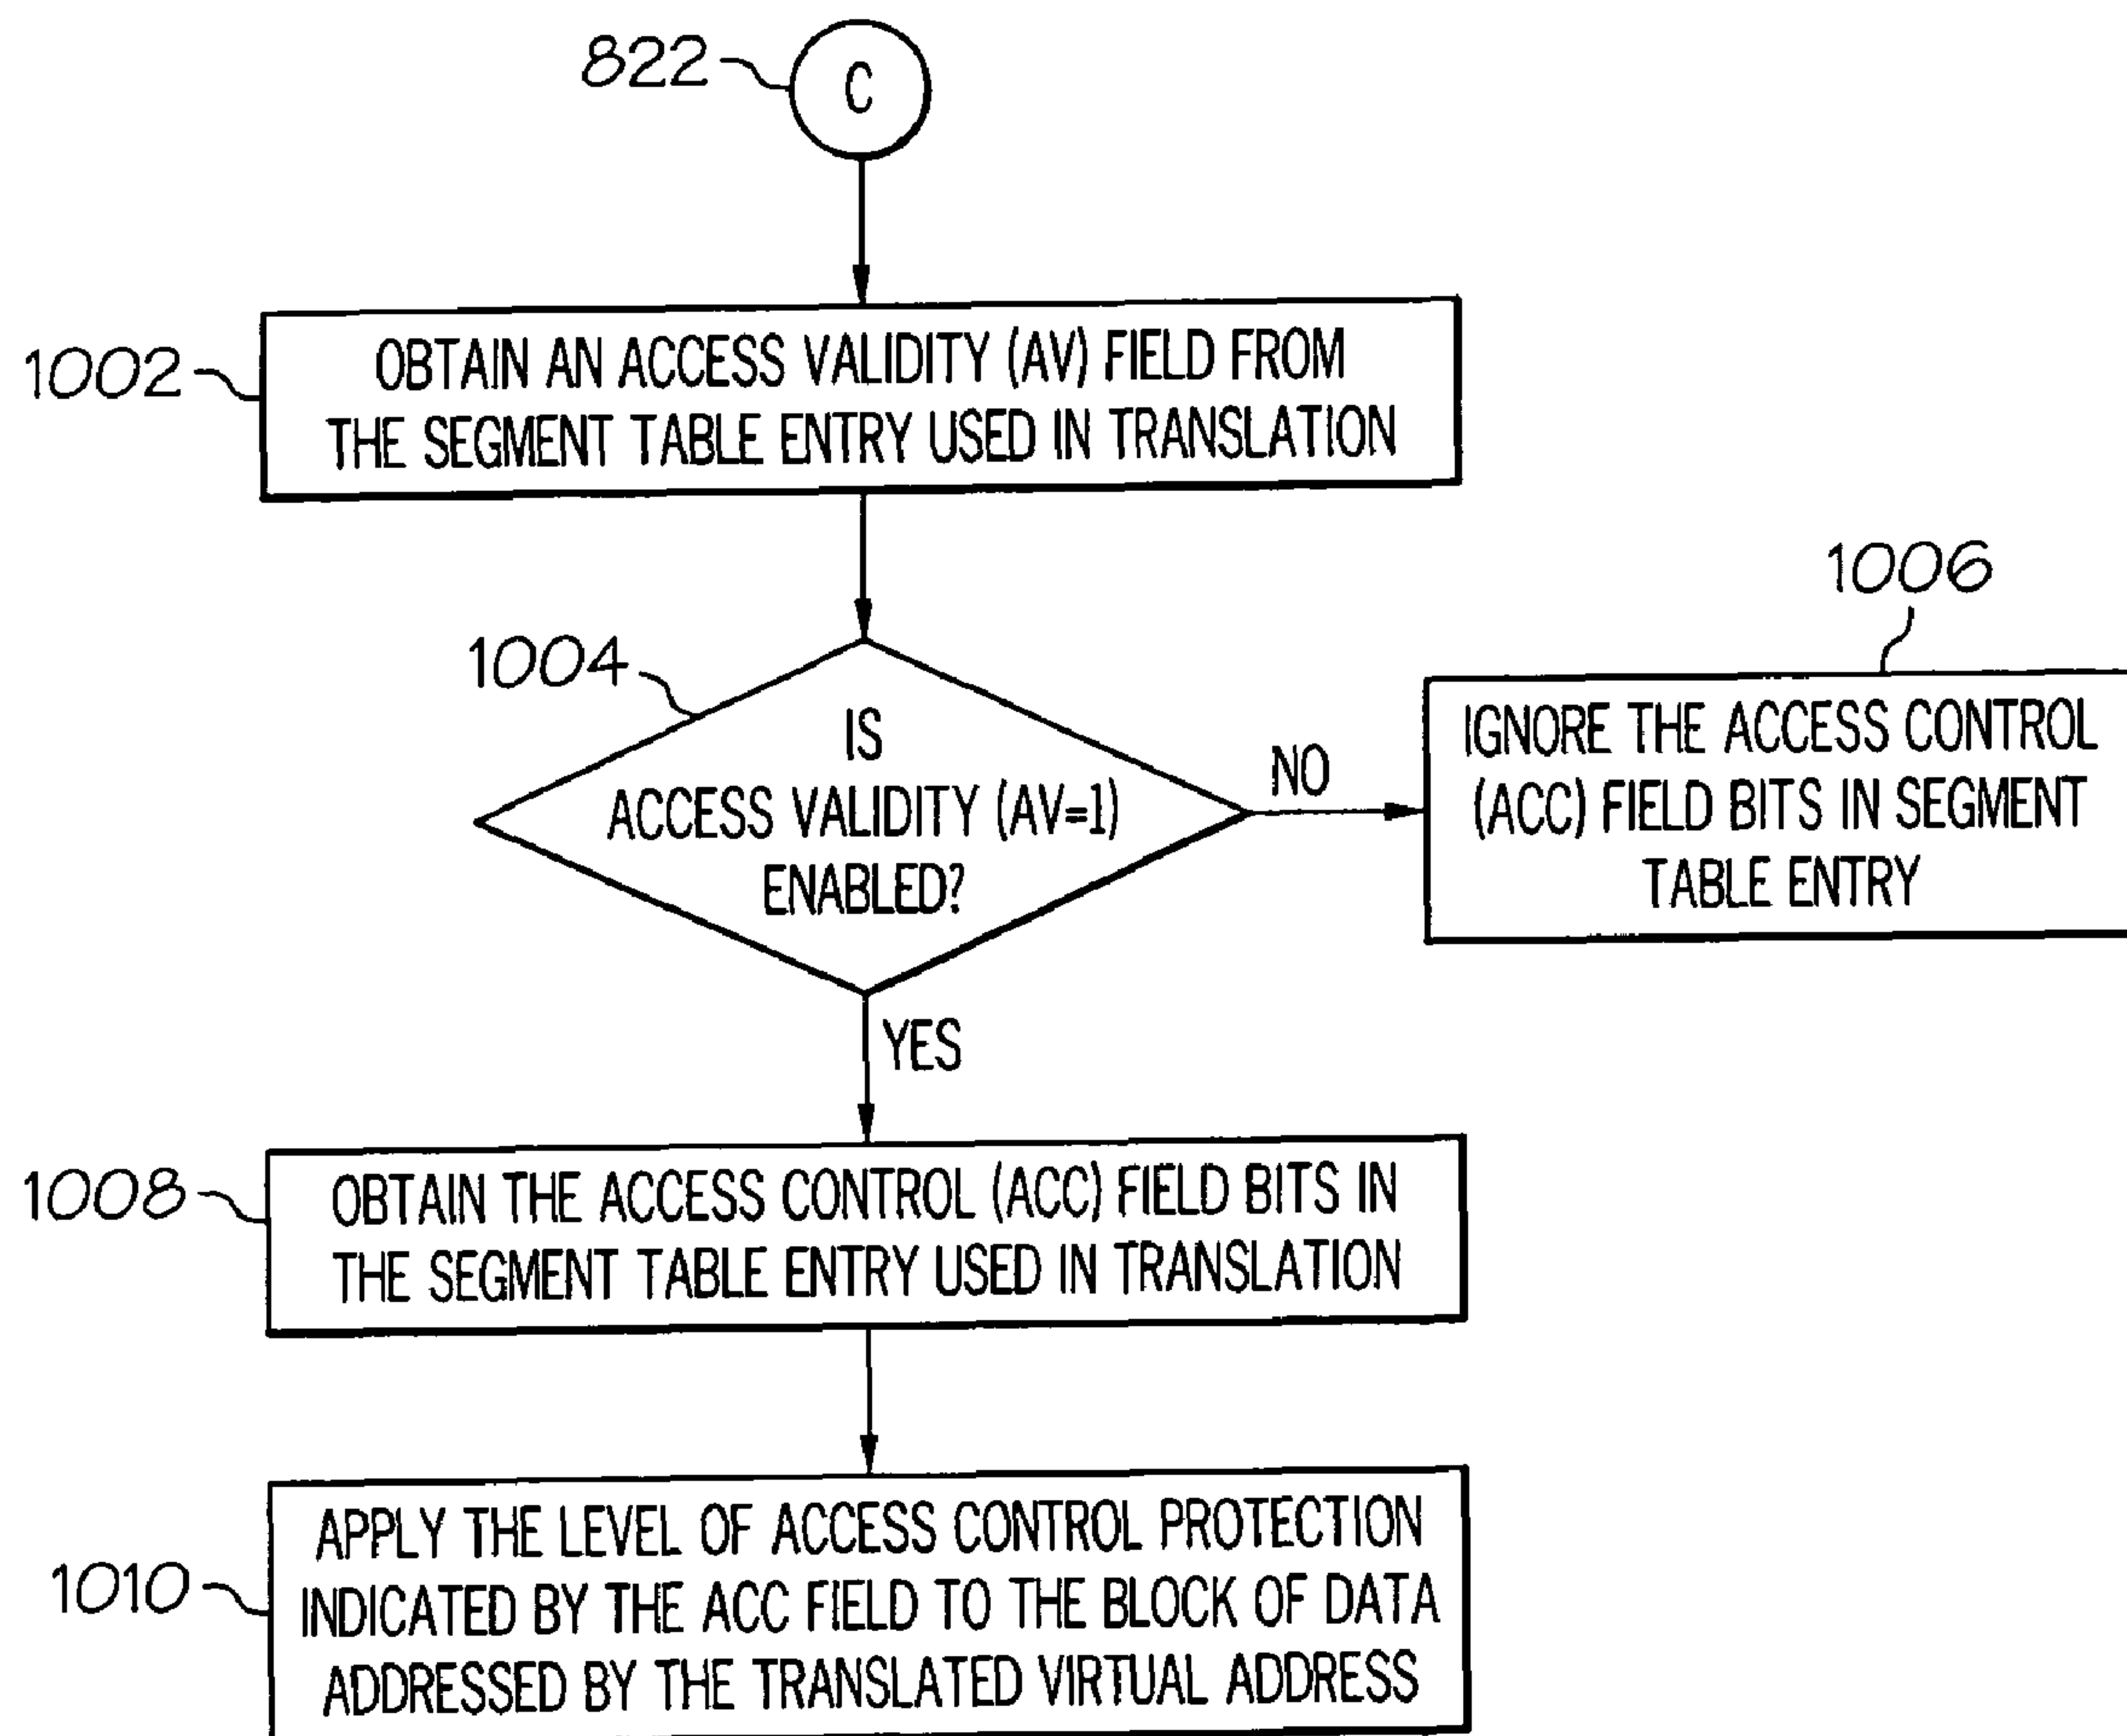 822
C
1002
OBTAIN AN ACCESS VALIDITY (AV) FIELD FROM
THE SEGMENT TABLE ENTRY USED IN TRANSLATION
1004
IS
ACCESS VALIDITY (AV=1)
ENABLED?
NO
1006
IGNORE THE ACCESS CONTROL
(ACC) FIELD BITS IN SEGMENT
TABLE ENTRY
YES
1008
OBTAIN THE ACCESS CONTROL (ACC) FIELD BITS IN
THE SEGMENT TABLE ENTRY USED IN TRANSLATION
1010
APPLY THE LEVEL OF ACCESS CONTROL PROTECTION
INDICATED BY THE ACC FIELD TO THE BLOCK OF DATA
ADDRESSED BY THE TRANSLATED VIRTUAL ADDRESS